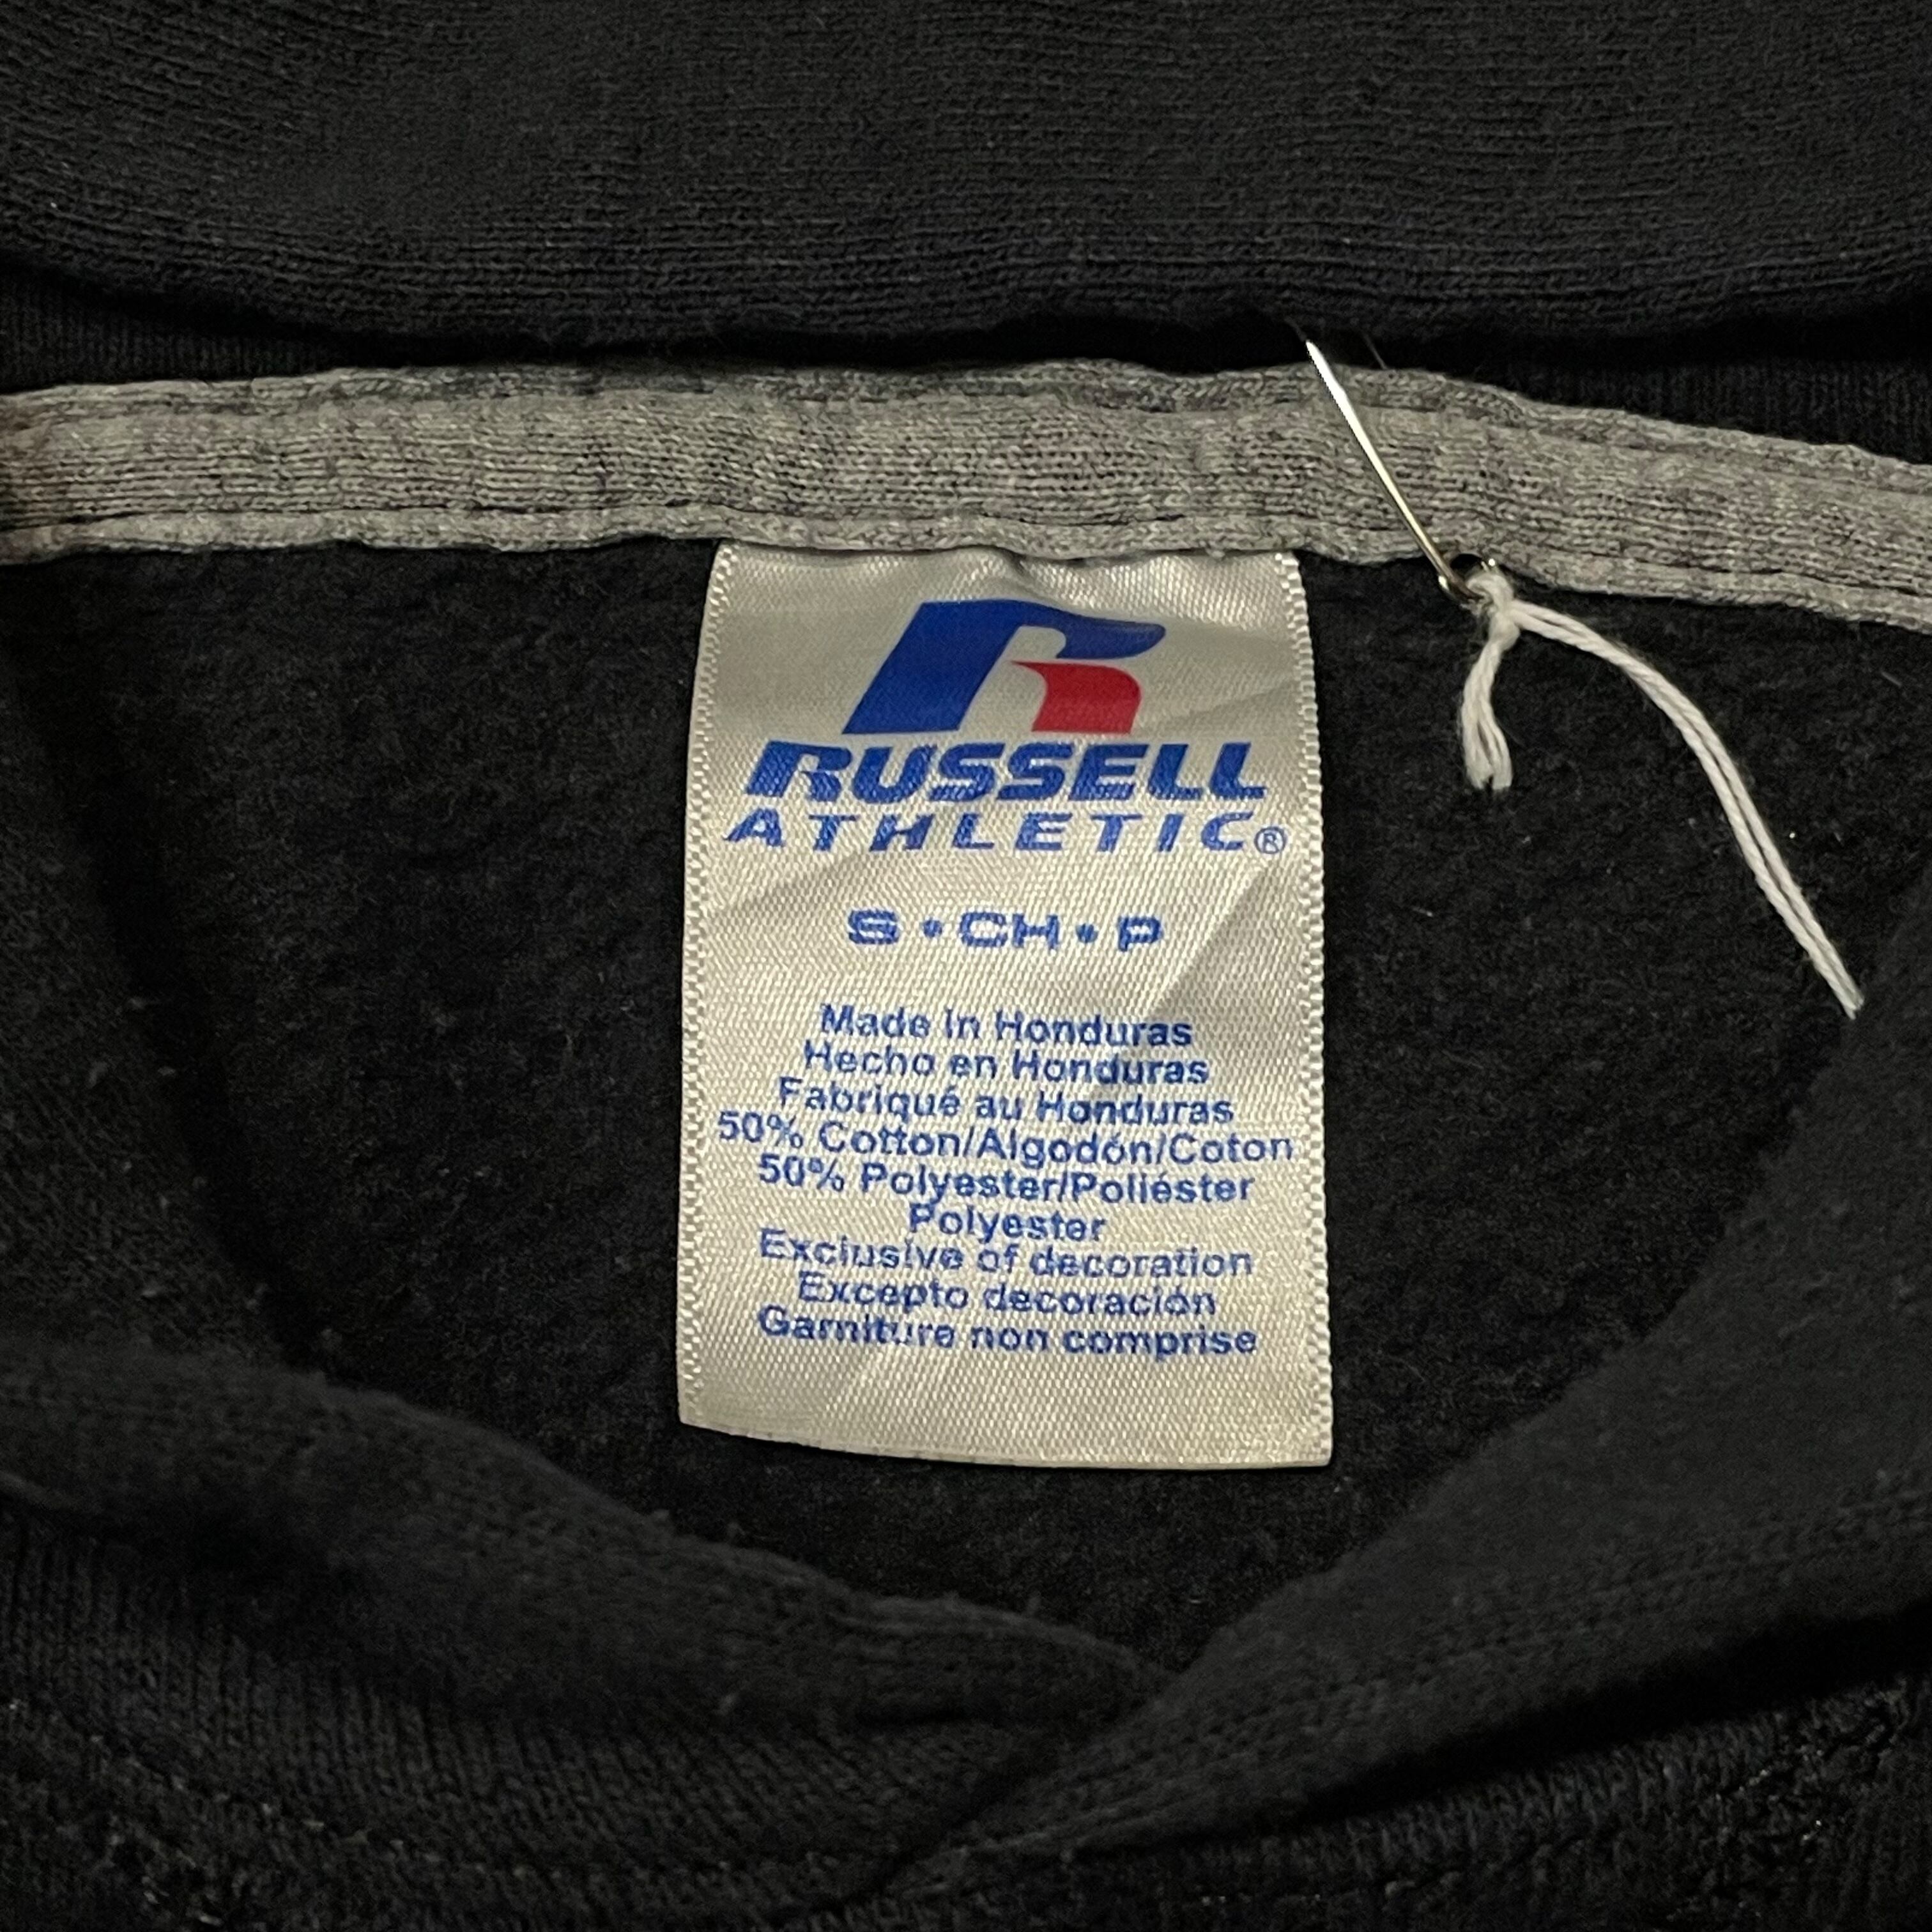 RUSSELL
ATHLETIC®
S • CH • P
Made in Honduras
Hecho en Honduras
Fabriqué au Honduras
50% Cotton/Algodón/Coton
50% Polyester/Poliéster
Polyester
Exclusive of decoration
Excepto decoración
Garniture non comprise